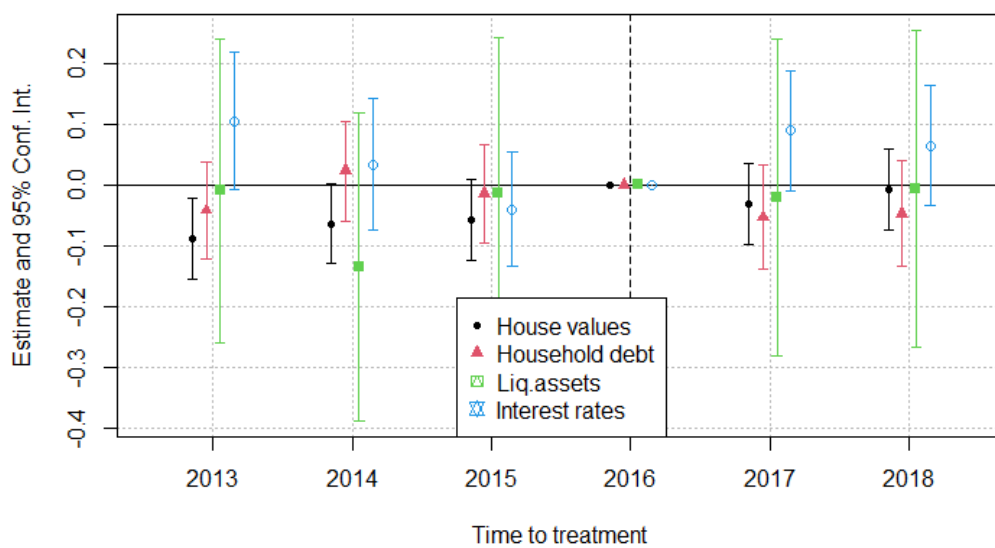 Estimate and 95% Conf. Int.
0.2
0.1
0.0
-0.1
-0.2
-0.3
-0.4
House values
Household debt
Liq.assets
Interest rates
2013 2014 2015 2016 2017 2018
Time to treatment